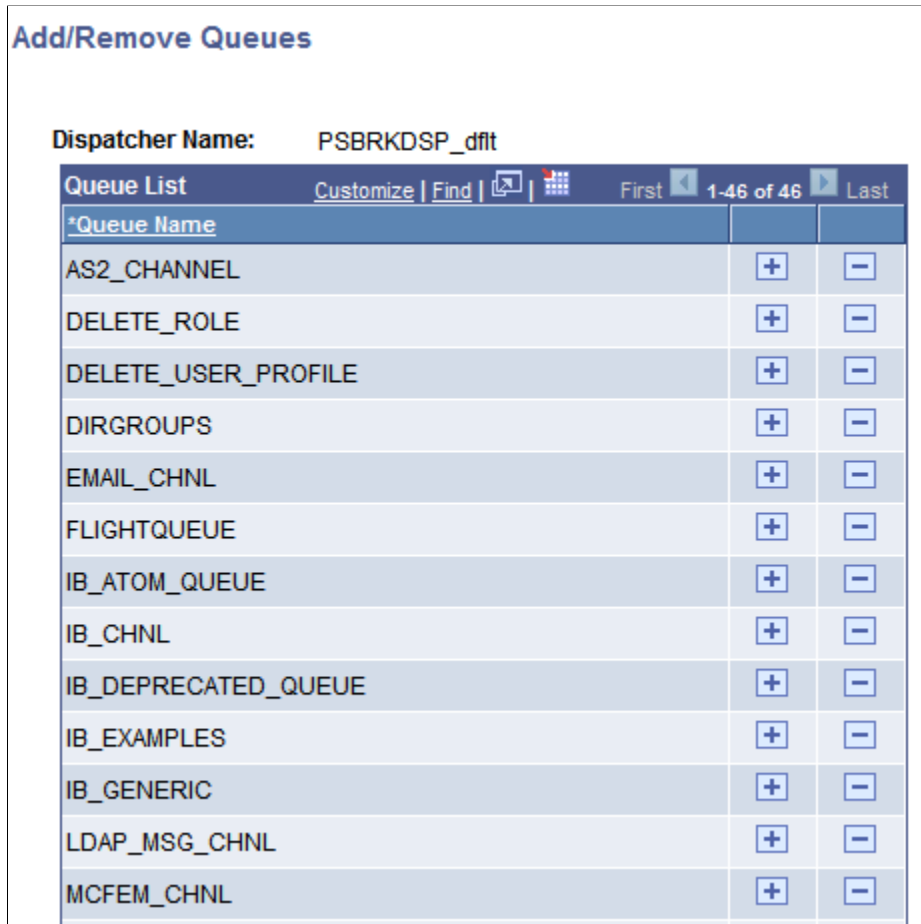 Add/Remove Queues
Dispatcher Name: PSBRKDSP_dflt
Queue List Customize | Find | | First 1-46 of 46 Last
*Queue Name
AS2_CHANNEL
DELETE_ROLE
DELETE_USER_PROFILE
DIRGROUPS
EMAIL_CHNL
FLIGHTQUEUE
IB_ATOM_QUEUE
IB_CHNL
IB_DEPRECATED_QUEUE
IB_EXAMPLES
IB_GENERIC
LDAP_MSG_CHNL
MCFEM_CHNL